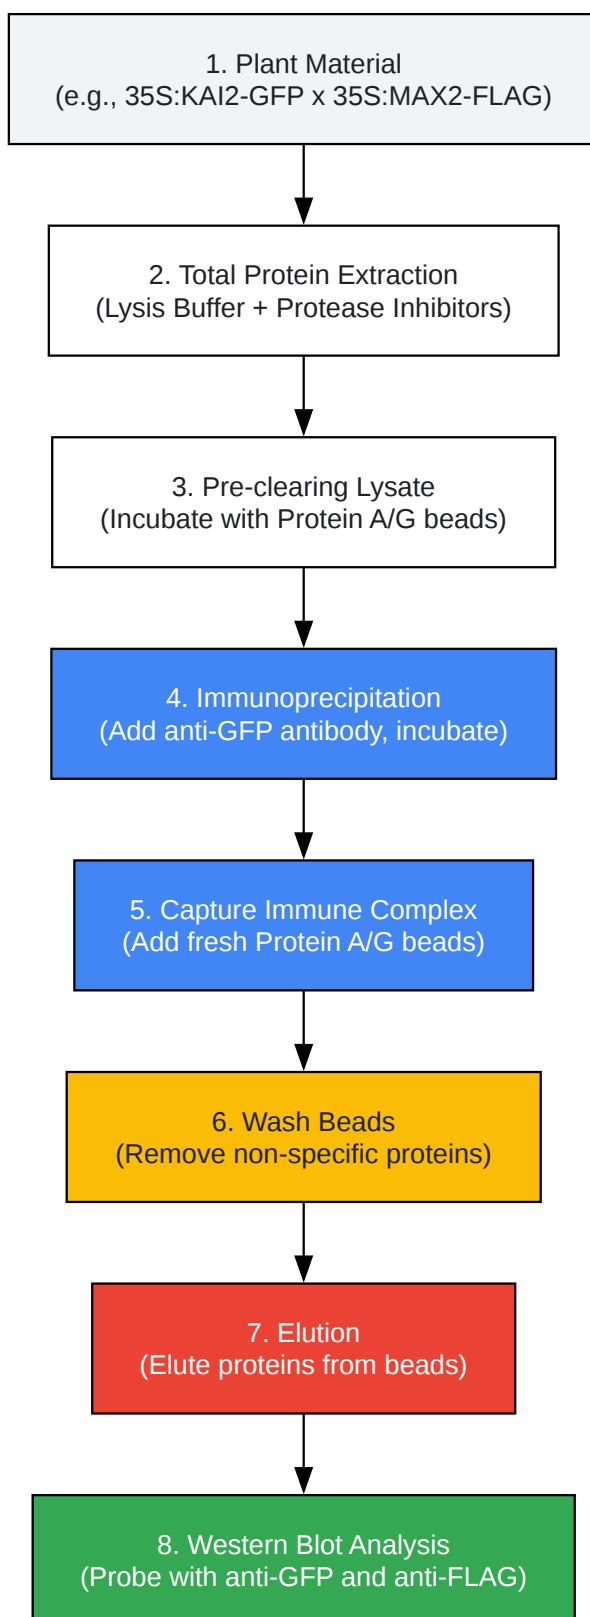 1. Plant Material
(e.g., 35S:KAI2-GFP x 35S:MAX2-FLAG)
2. Total Protein Extraction
(Lysis Buffer + Protease Inhibitors)
3. Pre-clearing Lysate
(Incubate with Protein A/G beads)
4. Immunoprecipitation
(Add anti-GFP antibody, incubate)
5. Capture Immune Complex
(Add fresh Protein A/G beads)
6. Wash Beads
(Remove non-specific proteins)
7. Elution
(Elute proteins from beads)
8. Western Blot Analysis
(Probe with anti-GFP and anti-FLAG)